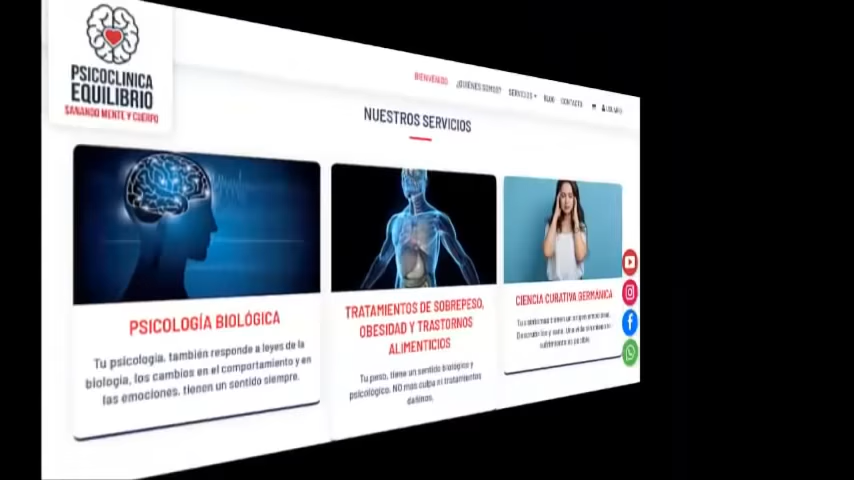 PSICOCLINICA
EQUILIBRIO
SANANDO MENTE Y CUERPO
BIENVENIDO ¿QUIÉNES SOMOS? SERVICIOS BLOG CONTACTO
NUESTROS SERVICIOS
PSICOLOGÍA BIOLÓGICA
Tu psicología, también responde a leyes de la
biología, los cambios en el comportamiento y en
las emociones, tienen un sentido siempre.
TRATAMIENTOS DE SOBREPESO,
OBESIDAD Y TRASTORNOS
ALIMENTICIOS
Tu peso, tiene un sentido biológico y
psicológico. NO mas culpa ni tratamientos
dañinos.
CIENCIA CURATIVA GERMÁNICA